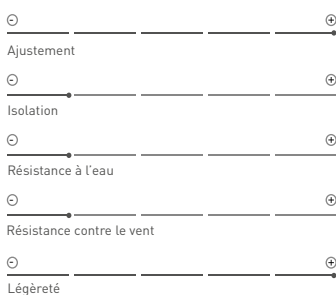 Ajustement
Isolation
Résistance à l'eau
Résistance contre le vent
Légèreté